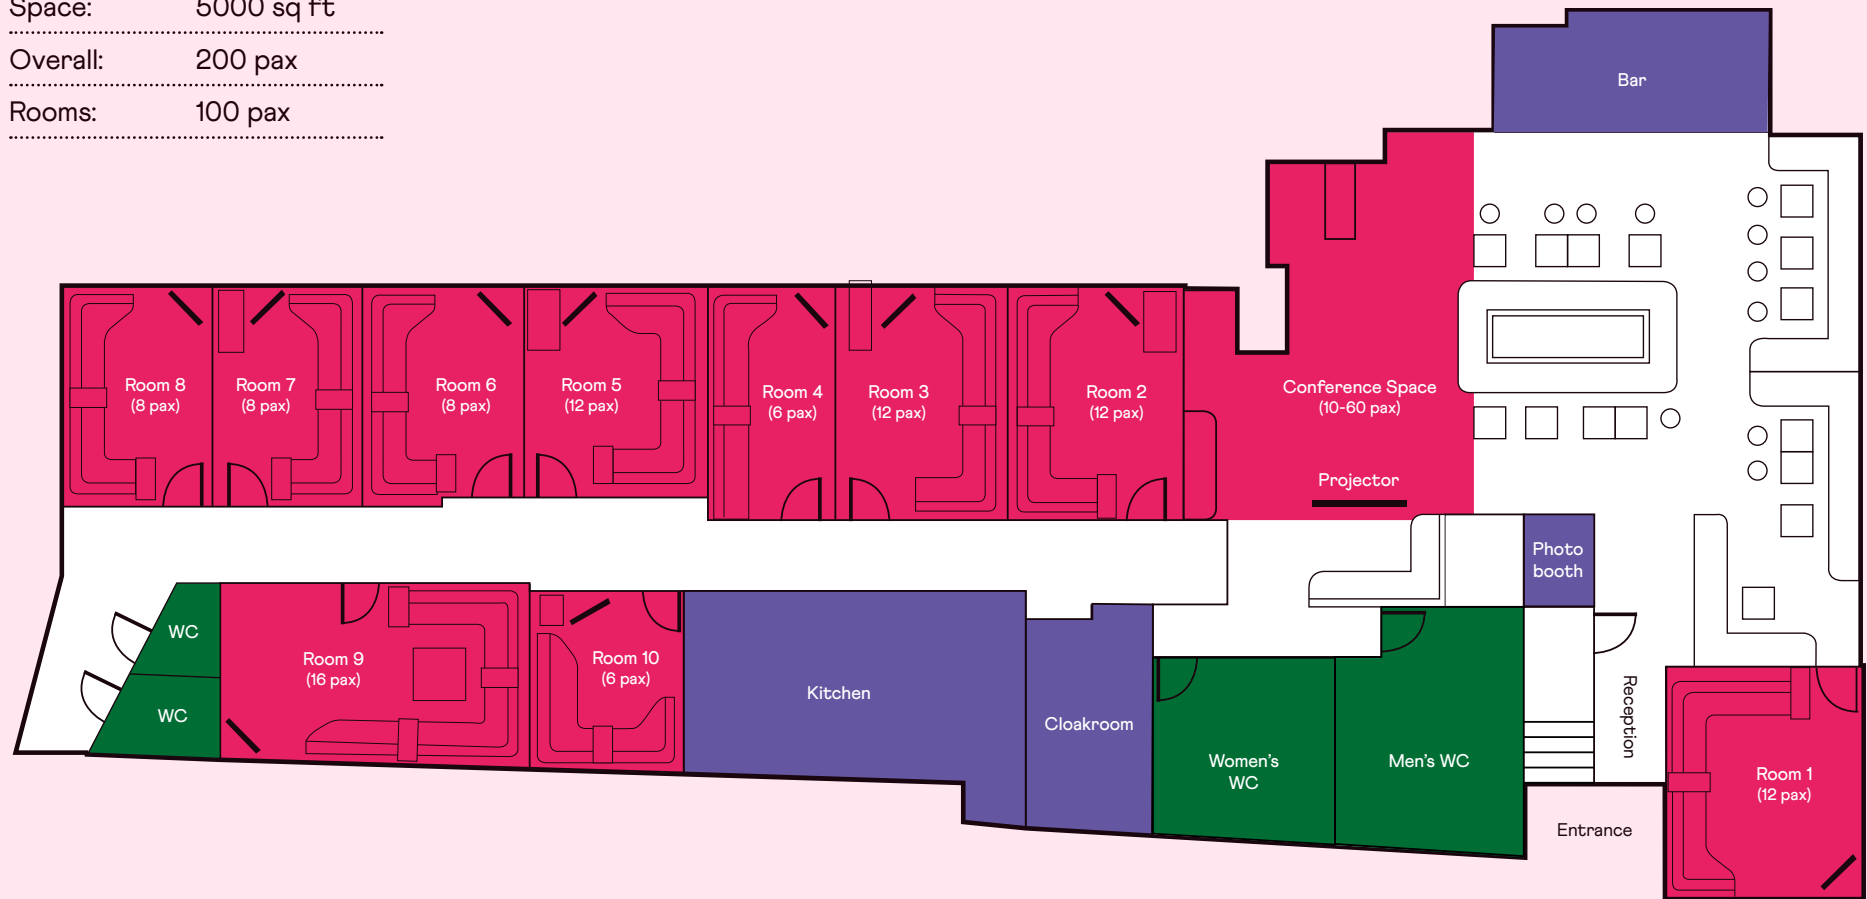 Space: 5000 sq ft
Overall: 200 pax
Rooms: 100 pax
Bar
Room 8
(8 pax)
Room 7
(8 pax)
Room 6
(8 pax)
Room 5
(12 pax)
Room 4
(6 pax)
Room 3
(12 pax)
Room 2
(12 pax)
Conference Space
(10-60 pax)
Projector
Photo
booth
WC
WC
Room 9
(16 pax)
Room 10
(6 pax)
Kitchen
Cloakroom
Women's
WC
Men's WC
Reception
Entrance
Room 1
(12 pax)